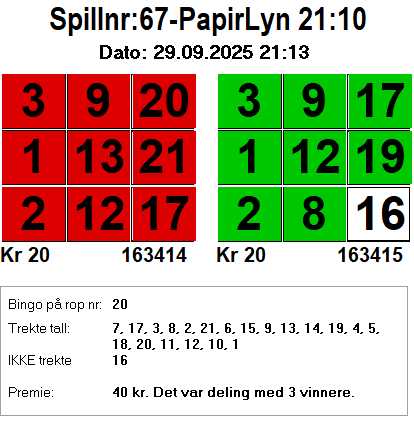 Spillnr:67-PapirLyn 21:10
Dato: 29.09.2025 21:13
3 9 20
1 13 21
2 12 17
Kr 20 163414
3 9 17
1 12 19
2 8 16
Kr 20 163415
Bingo på rop nr: 20
Trekte tall: 7, 17, 3, 8, 2, 21, 6, 15, 9, 13, 14, 19, 4, 5,
18, 20, 11, 12, 10, 1
IKKE trekte 16
Premie: 40 kr. Det var deling med 3 vinnere.